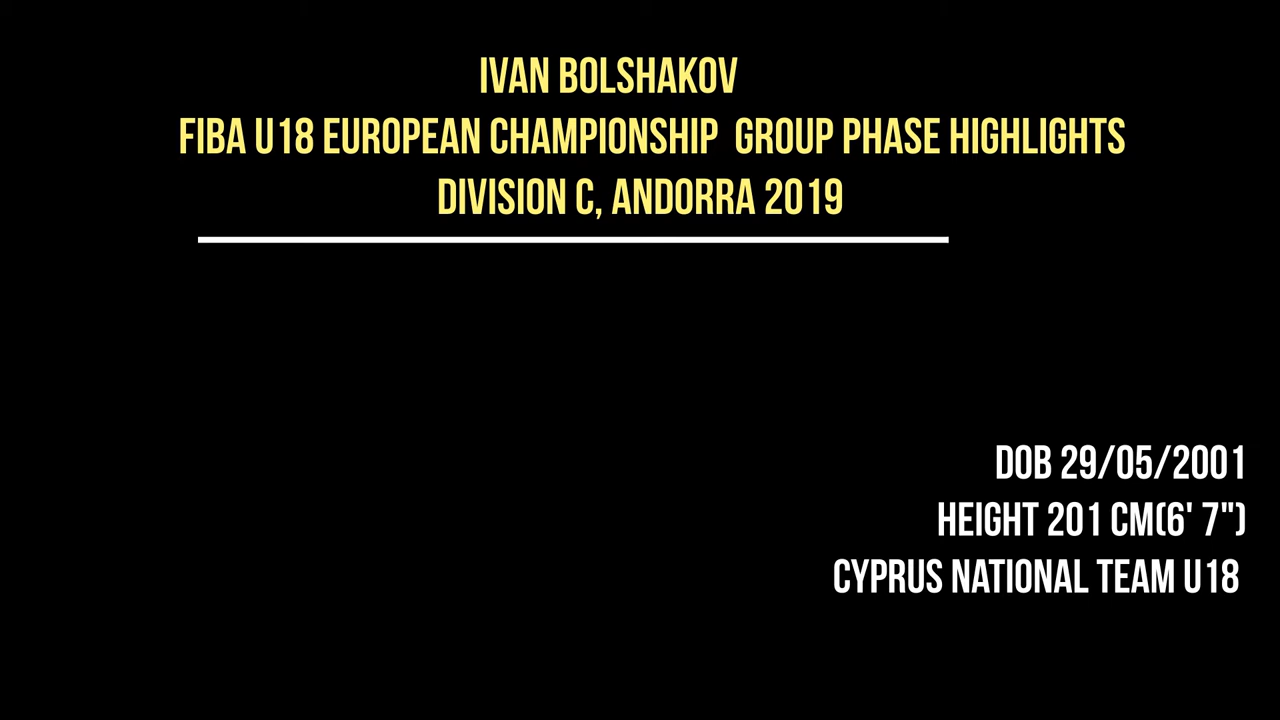 IVAN BOLSHAKOV
FIBA U18 EUROPEAN CHAMPIONSHIP GROUP PHASE HIGHLIGHTS
DIVISION C, ANDORRA 2019
DOB 29/05/2001
HEIGHT 201 CM(6' 7")
CYPRUS NATIONAL TEAM U18